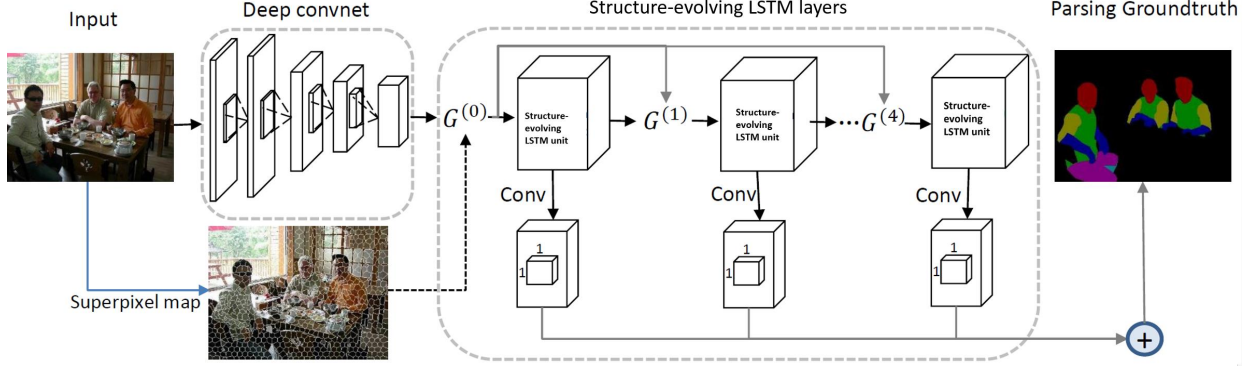 Input
Deep convnet
Structure-evolving LSTM layers
Parsing Groundtruth
G^(0)
Structure-
evolving
LSTM unit
G^(1)
Structure-
evolving
LSTM unit
...G^(4)
Structure-
evolving
LSTM unit
Conv
Conv
Conv
1
1
1
1
1
1
Superpixel map
+